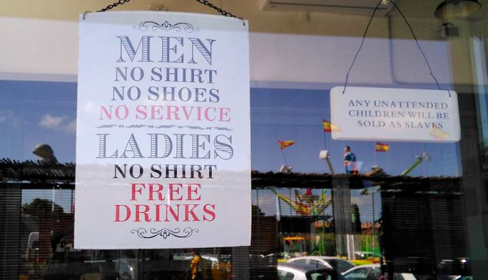 MEN
NO SHIRT
NO SHOES
NO SERVICE
LADIES
NO SHIRT
FREE
DRINKS
ANY UNATTENDED
CHILDREN WILL BE
SOLD AS SLAVES